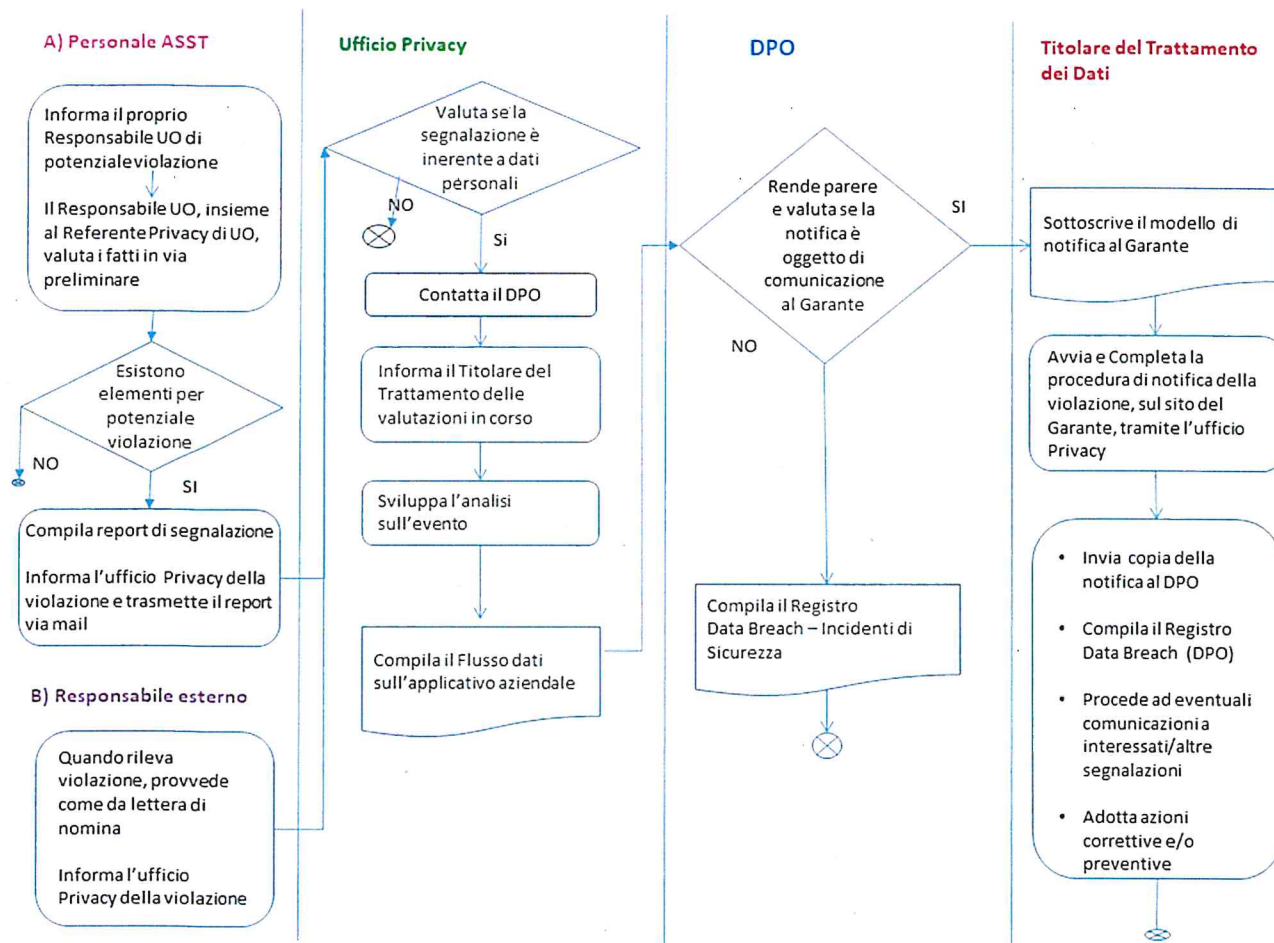 A) Personale ASST
Informa il proprio
Responsabile UO di
potenziale violazione
Il Responsabile UO, insieme
al Referente Privacy di UO,
valuta i fatti in via
preliminare
Esistono
elementi per
potenziale
violazione
NO
SI
Compila report di segnalazione
Informa l'ufficio Privacy della
violazione e trasmette il report
via mail
B) Responsabile esterno
Quando rileva
violazione, provvede
come da lettera di
nomina
Informa l'ufficio
Privacy della violazione
Ufficio Privacy
Valuta se la
segnalazione è
inerente a dati
personali
NO
Si
Contatta il DPO
Informa il Titolare del
Trattamento delle
valutazioni in corso
Sviluppa l'analisi
sull'evento
Compila il Flusso dati
sull'applicativo aziendale
DPO
Rende parere
e valuta se la
notifica è
oggetto di
comunicazione
al Garante
SI
NO
Compila il Registro
Data Breach – Incidenti di
Sicurezza
Titolare del Trattamento
dei Dati
Sottoscrive il modello di
notifica al Garante
Avvia e Completa la
procedura di notifica della
violazione, sul sito del
Garante, tramite l'ufficio
Privacy
• Invia copia della
notifica al DPO
• Compila il Registro
Data Breach (DPO)
• Procede ad eventuali
comunicazioni a
interessati/altre
segnalazioni
• Adotta azioni
correttive e/o
preventive